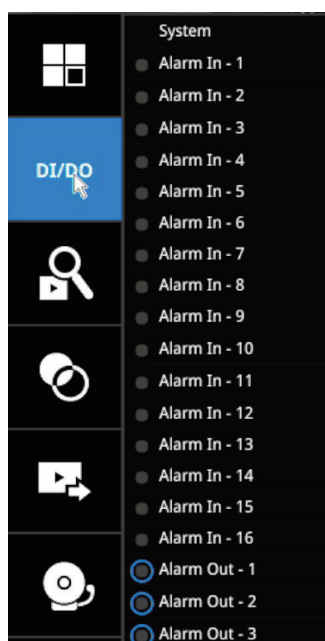 System
Alarm In - 1
Alarm In - 2
Alarm In - 3
DI/DO
Alarm In - 4
Alarm In - 5
Alarm In - 6
Alarm In - 7
Alarm In - 8
Alarm In - 9
Alarm In - 10
Alarm In - 11
Alarm In - 12
Alarm In - 13
Alarm In - 14
Alarm In - 15
Alarm In - 16
Alarm Out - 1
Alarm Out - 2
Alarm Out - 3